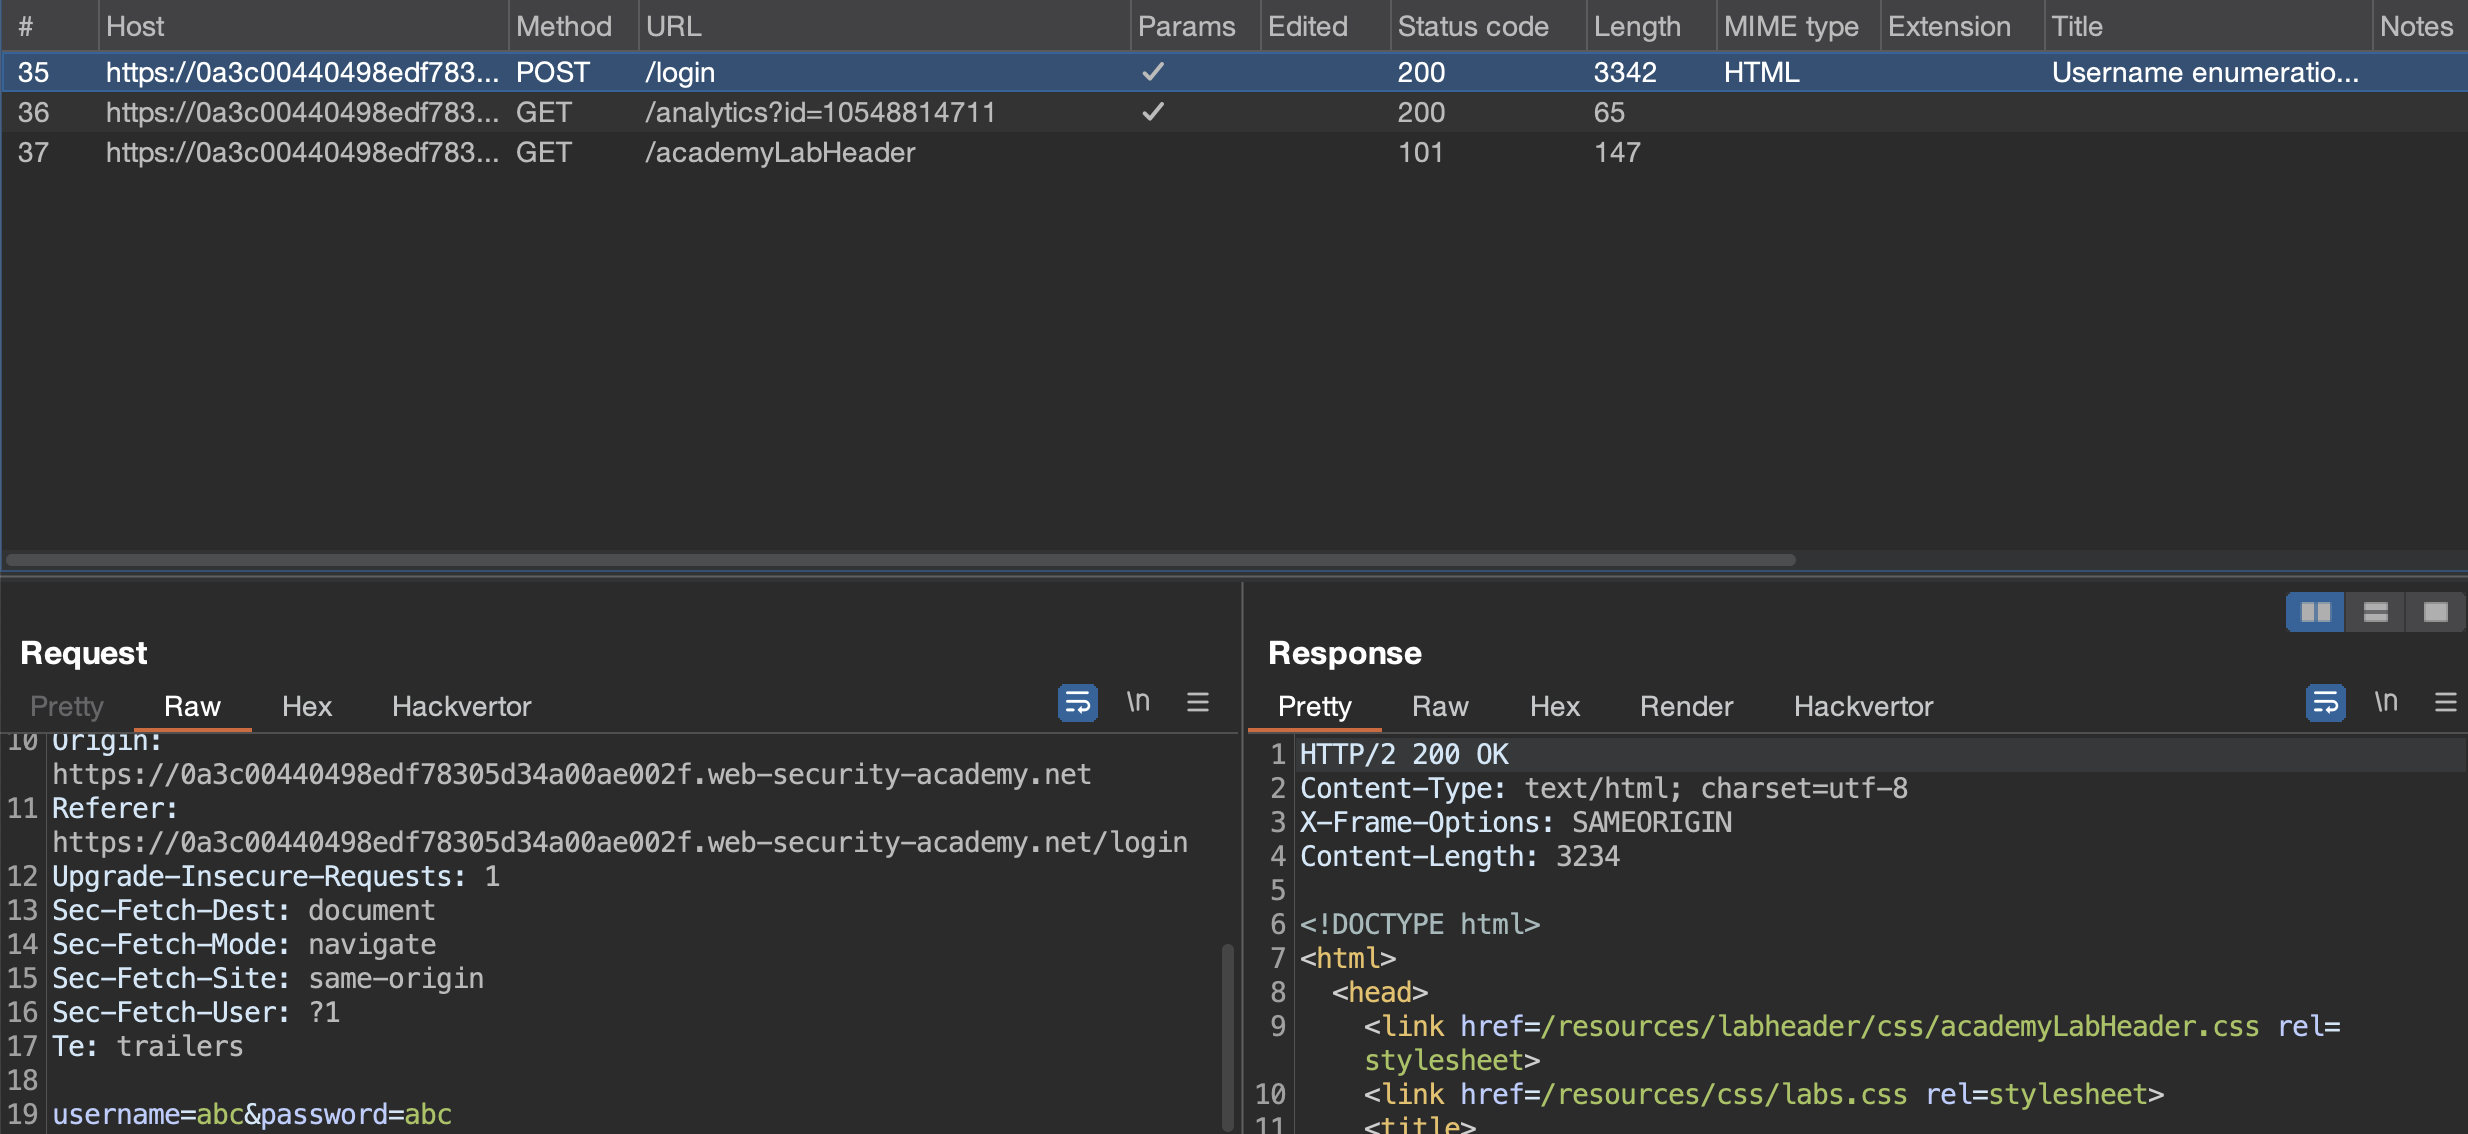 # Host Method URL Params Edited Status code Length MIME type Extension Title Notes
35 https://0a3c00440498edf783... POST /login ✓ 200 3342 HTML Username enumeratio...
36 https://0a3c00440498edf783... GET /analytics?id=10548814711 ✓ 200 65
37 https://0a3c00440498edf783... GET /academyLabHeader 101 147
Request
Pretty Raw Hex Hackvertor \n
10 Origin:
https://0a3c00440498edf78305d34a00ae002f.web-security-academy.net
11 Referer:
https://0a3c00440498edf78305d34a00ae002f.web-security-academy.net/login
12 Upgrade-Insecure-Requests: 1
13 Sec-Fetch-Dest: document
14 Sec-Fetch-Mode: navigate
15 Sec-Fetch-Site: same-origin
16 Sec-Fetch-User: ?1
17 Te: trailers
18
19 username=abc&password=abc
Response
Pretty Raw Hex Render Hackvertor \n
1 HTTP/2 200 OK
2 Content-Type: text/html; charset=utf-8
3 X-Frame-Options: SAMEORIGIN
4 Content-Length: 3234
5
6 <!DOCTYPE html>
7 <html>
8 <head>
9 <link href=/resources/labheader/css/academyLabHeader.css rel=
stylesheet>
10 <link href=/resources/css/labs.css rel=stylesheet>
11 <title>